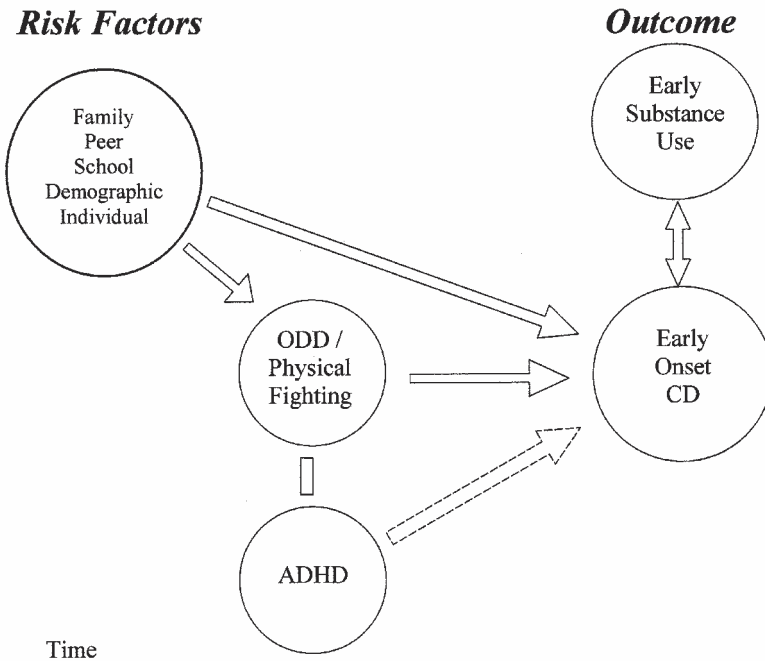 Risk Factors
Outcome
Family
Peer
School
Demographic
Individual
Early
Substance
Use
ODD /
Physical
Fighting
Early
Onset
CD
ADHD
Time